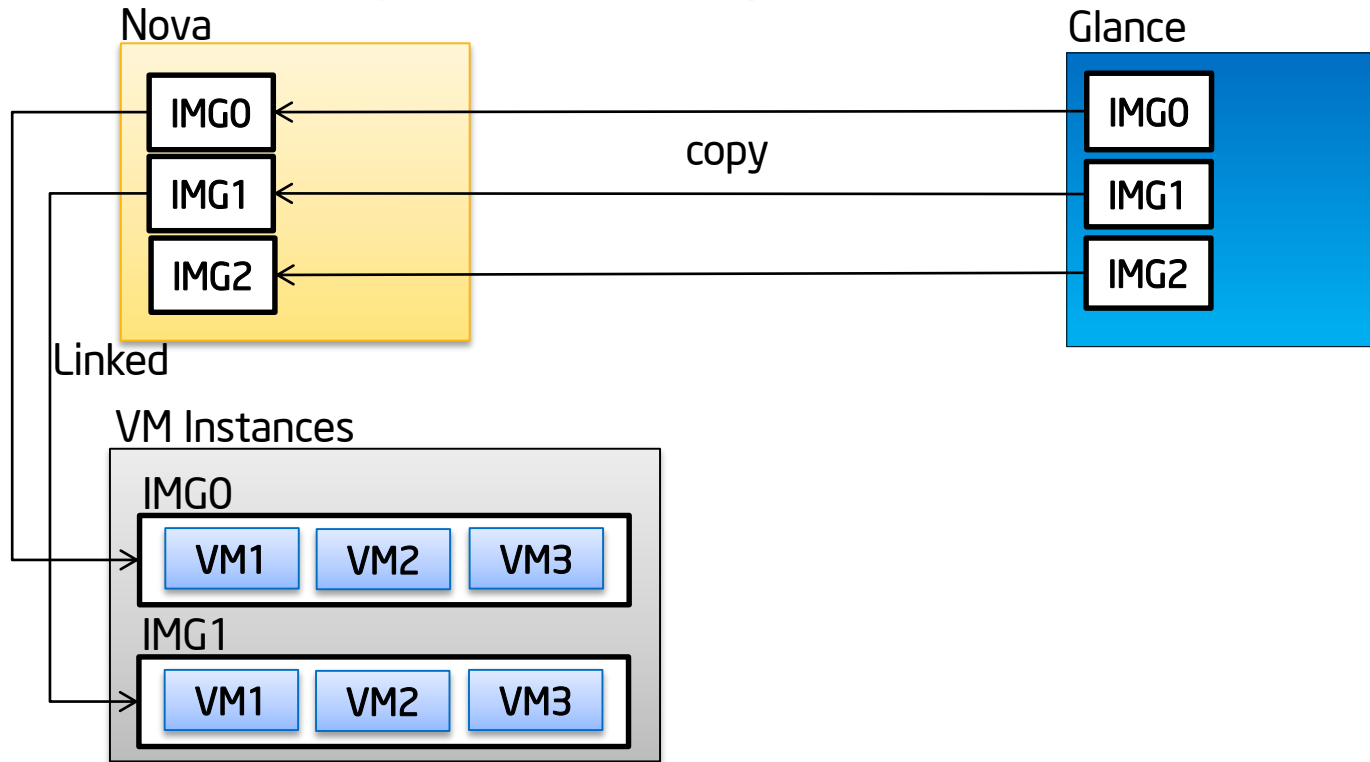 Nova
Glance
IMG0
IMG0
copy
IMG1
IMG1
IMG2
IMG2
Linked
VM Instances
IMG0
VM1 VM2 VM3
IMG1
VM1 VM2 VM3